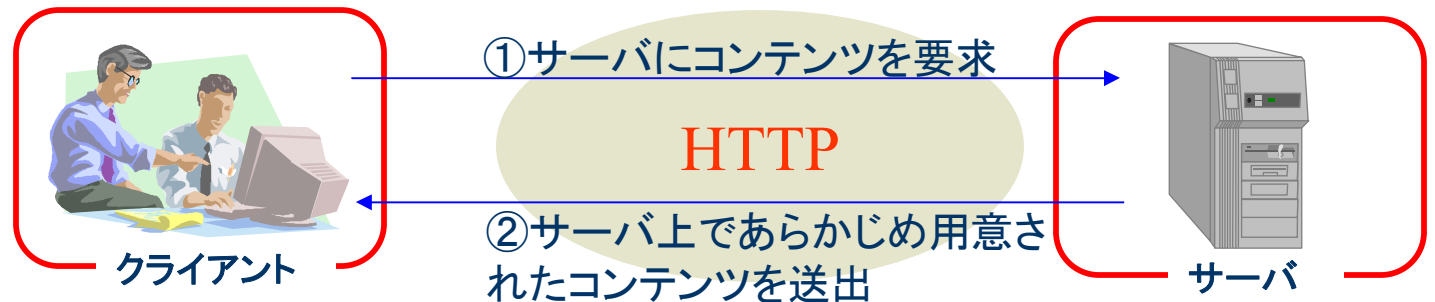 ①サーバにコンテンツを要求
HTTP
②サーバ上であらかじめ用意さ
れたコンテンツを送出
クライアント
サーバ